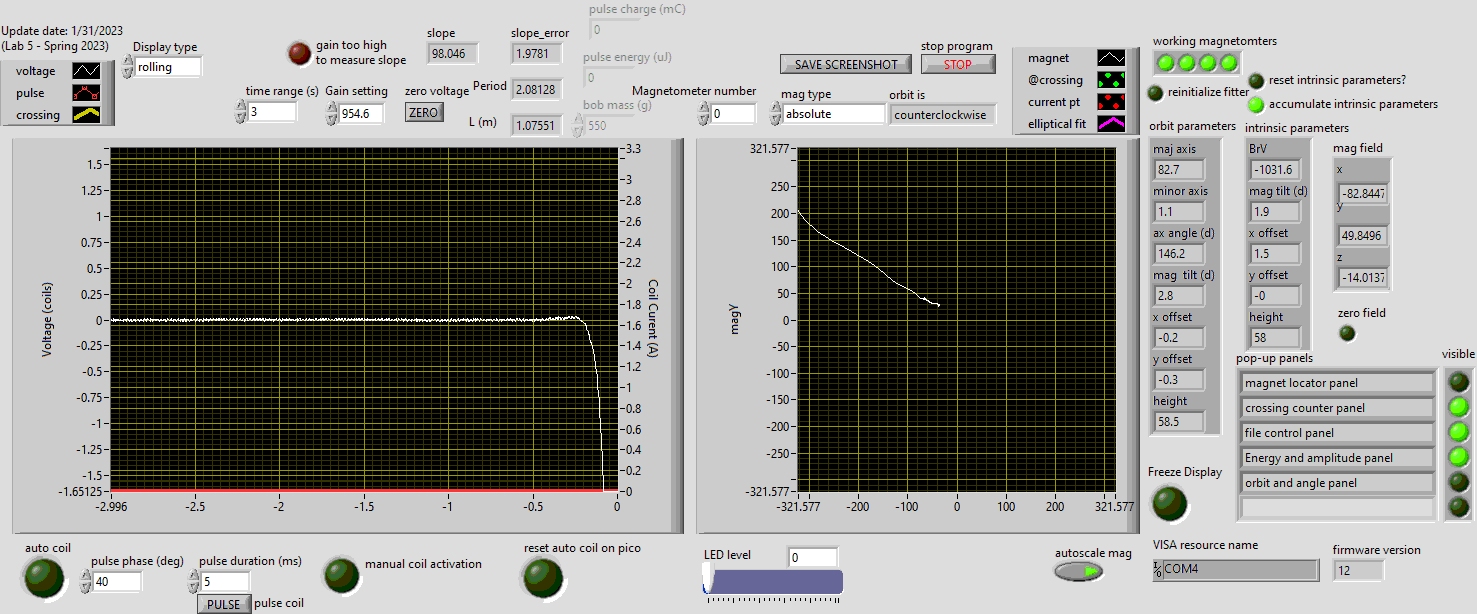 Update date: 1/31/2023
(Lab 5 - Spring 2023)
voltage
pulse
crossing
Display type
rolling
gain too high
to measure slope
slope
98.046
slope_error
1.9781
time range (s)
3
Gain setting
954.6
zero voltage
ZERO
Period
2.08128
L (m)
1.07551
pulse charge (mC)
0
pulse energy (uJ)
0
bob mass (g)
550
Magnetometer number
0
SAVE SCREENSHOT
stop program
STOP
mag type
absolute
orbit is
counterclockwise
magnet
@crossing
current pt
elliptical fit
working magnetomters
reinitialize fitter
reset intrinsic parameters?
accumulate intrinsic parameters
orbit parameters
maj axis
82.7
minor axis
1.1
ax angle (d)
146.2
mag tilt (d)
2.8
x offset
-0.2
y offset
-0.3
height
58.5
intrinsic parameters
BrV
-1031.6
mag tilt (d)
1.9
x offset
1.5
y offset
-0
height
58
mag field
x
-82.8447
y
49.8496
z
-14.0137
zero field
Voltage (coils)
1.5
1.25
1
0.75
0.5
0.25
0
-0.25
-0.5
-0.75
-1
-1.25
-1.5
-1.65125
-2.996
-2.5
-2
-1.5
-1
-0.5
0
3.3
3
2.8
2.6
2.4
2.2
2
1.8
1.6
1.4
1.2
1
0.8
0.6
0.4
0.2
0
Coil Curent (A)
magy
321.577
250
200
150
100
50
0
-50
-100
-150
-200
-250
-321.577
-321.577
-200
-100
0
100
200
321.577
pop-up panels
visible
magnet locator panel
crossing counter panel
file control panel
Energy and amplitude panel
orbit and angle panel
Freeze Display
auto coil
pulse phase (deg)
40
pulse duration (ms)
5
PULSE
pulse coil
manual coil activation
reset auto coil on pico
LED level
0
autoscale mag
VISA resource name
COM4
firmware version
12